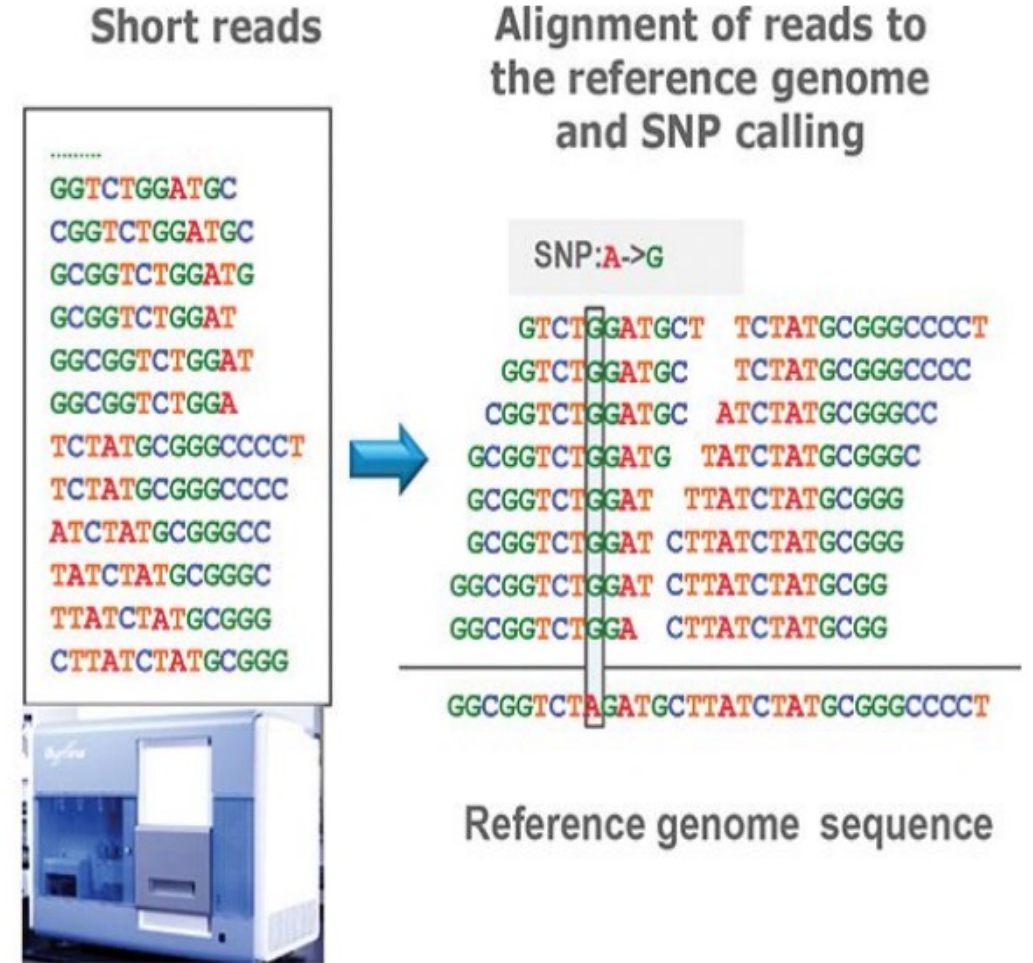 Short reads
.........
GGTCTGGATGC
CGGTCTGGATGC
GCGGTCTGGATG
GCGGTCTGGAT
GGCGGTCTGGAT
GGCGGTCTGGA
TCTATGCGGGCCCCT
TCTATGCGGGCCCC
ATCTATGCGGGCC
TATCTATGCGGGC
TTATCTATGCGGG
CTTATCTATGCGGG
Alignment of reads to
the reference genome
and SNP calling
SNP:A->G
GTCTGGATGCT TCTATGCGGGCCCCT
GGTCTGGATGC TCTATGCGGGCCCC
CGGTCTGGATGC ATCTATGCGGGCC
GCGGTCTGGATG TATCTATGCGGGC
GCGGTCTGGAT TTATCTATGCGGG
GCGGTCTGGAT CTTATCTATGCGGG
GGCGGTCTGGAT CTTATCTATGCGG
GGCGGTCTGGA CTTATCTATGCGG
GGCGGTCTAGATGCTTATCTATGCGGGCCCCT
Reference genome sequence